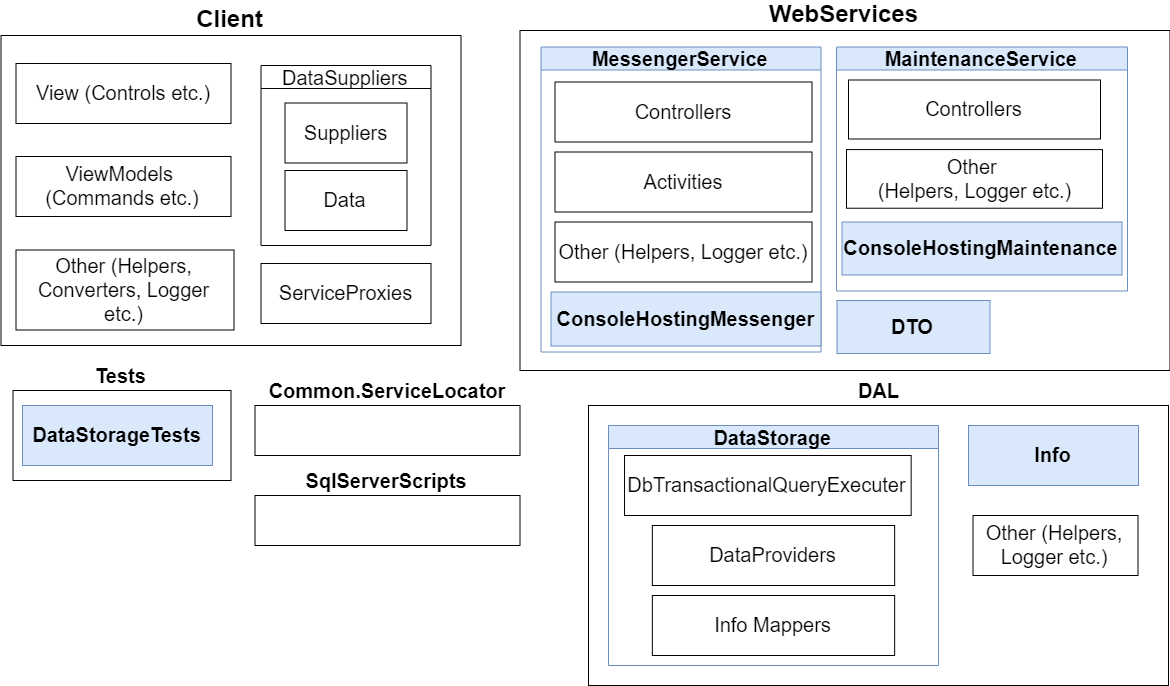 Client
View (Controls etc.)
ViewModels
(Commands etc.)
Other (Helpers,
Converters, Logger
etc.)
DataSuppliers
Suppliers
Data
ServiceProxies
WebServices
MessengerService
Controllers
Activities
Other (Helpers, Logger etc.)
ConsoleHostingMessenger
MaintenanceService
Controllers
Other
(Helpers, Logger etc.)
ConsoleHostingMaintenance
DTO
Tests
DataStorageTests
Common.ServiceLocator
SqlServerScripts
DAL
DataStorage
DbTransactionalQueryExecuter
DataProviders
Info Mappers
Info
Other (Helpers,
Logger etc.)